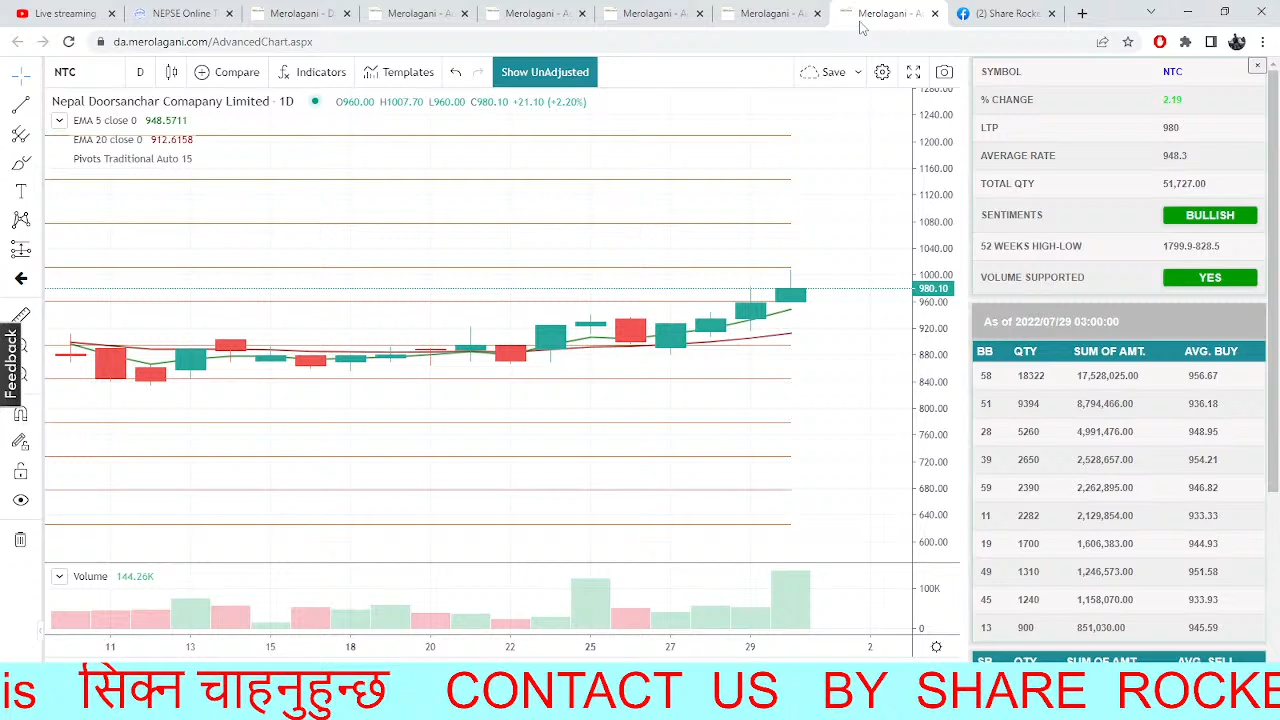 Live streaming
NEPSE Online T
Merolagani - D
Merolagani - A
Merolagani - A
Merolagani - A
Merolagani - A
Merolagani - A
(2) Share Rocke
da.merolagani.com/AdvancedChart.aspx
NTC D Compare Indicators Templates Show UnAdjusted Save
Nepal Doorsanchar Comapany Limited · 1D O960.00 H1007.70 L960.00 C980.10 +21.10 (+2.20%)
EMA 5 close 0 948.5711
EMA 20 close 0 912.6158
Pivots Traditional Auto 15
1280.00
1240.00
1200.00
1160.00
1120.00
1080.00
1040.00
1000.00
980.10
960.00
920.00
880.00
840.00
800.00
760.00
720.00
680.00
640.00
600.00
Feedback
Volume 144.26K
100K
0
11 13 15 18 20 22 25 27 29 2
SYMBOL NTC
% CHANGE 2.19
LTP 980
AVERAGE RATE 948.3
TOTAL QTY 51,727.00
SENTIMENTS BULLISH
52 WEEKS HIGH-LOW 1799.9-828.5
VOLUME SUPPORTED YES
As of 2022/07/29 03:00:00
BB QTY SUM OF AMT. AVG. BUY
58 18322 17,528,025.00 956.67
51 9394 8,794,466.00 936.18
28 5260 4,991,476.00 948.95
39 2650 2,528,657.00 954.21
59 2390 2,262,895.00 946.82
11 2282 2,129,854.00 933.33
19 1700 1,606,383.00 944.93
49 1310 1,246,573.00 951.58
45 1240 1,158,070.00 933.93
13 900 851,030.00 945.59
SB QTY SUM OF AMT. AVG. SELL
is सिक्न चाहनुहुन्छ CONTACT US BY SHARE ROCKE